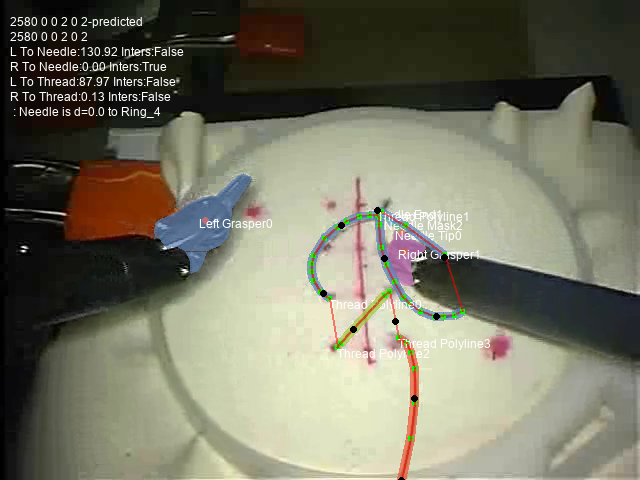 2580 0 0 2 0 2-predicted
2580 0 0 2 0 2
L To Needle:130.92 Inters:False
R To Needle:0.00 Inters:True
L To Thread:87.97 Inters:False
R To Thread:0.13 Inters:False
: Needle is d=0.0 to Ring_4
Thread Polyline1
Needle Mask2
Needle Tip0
Left Grasper0
Right Grasper1
Thread Polyline0
Thread Polyline3
Thread Polyline2